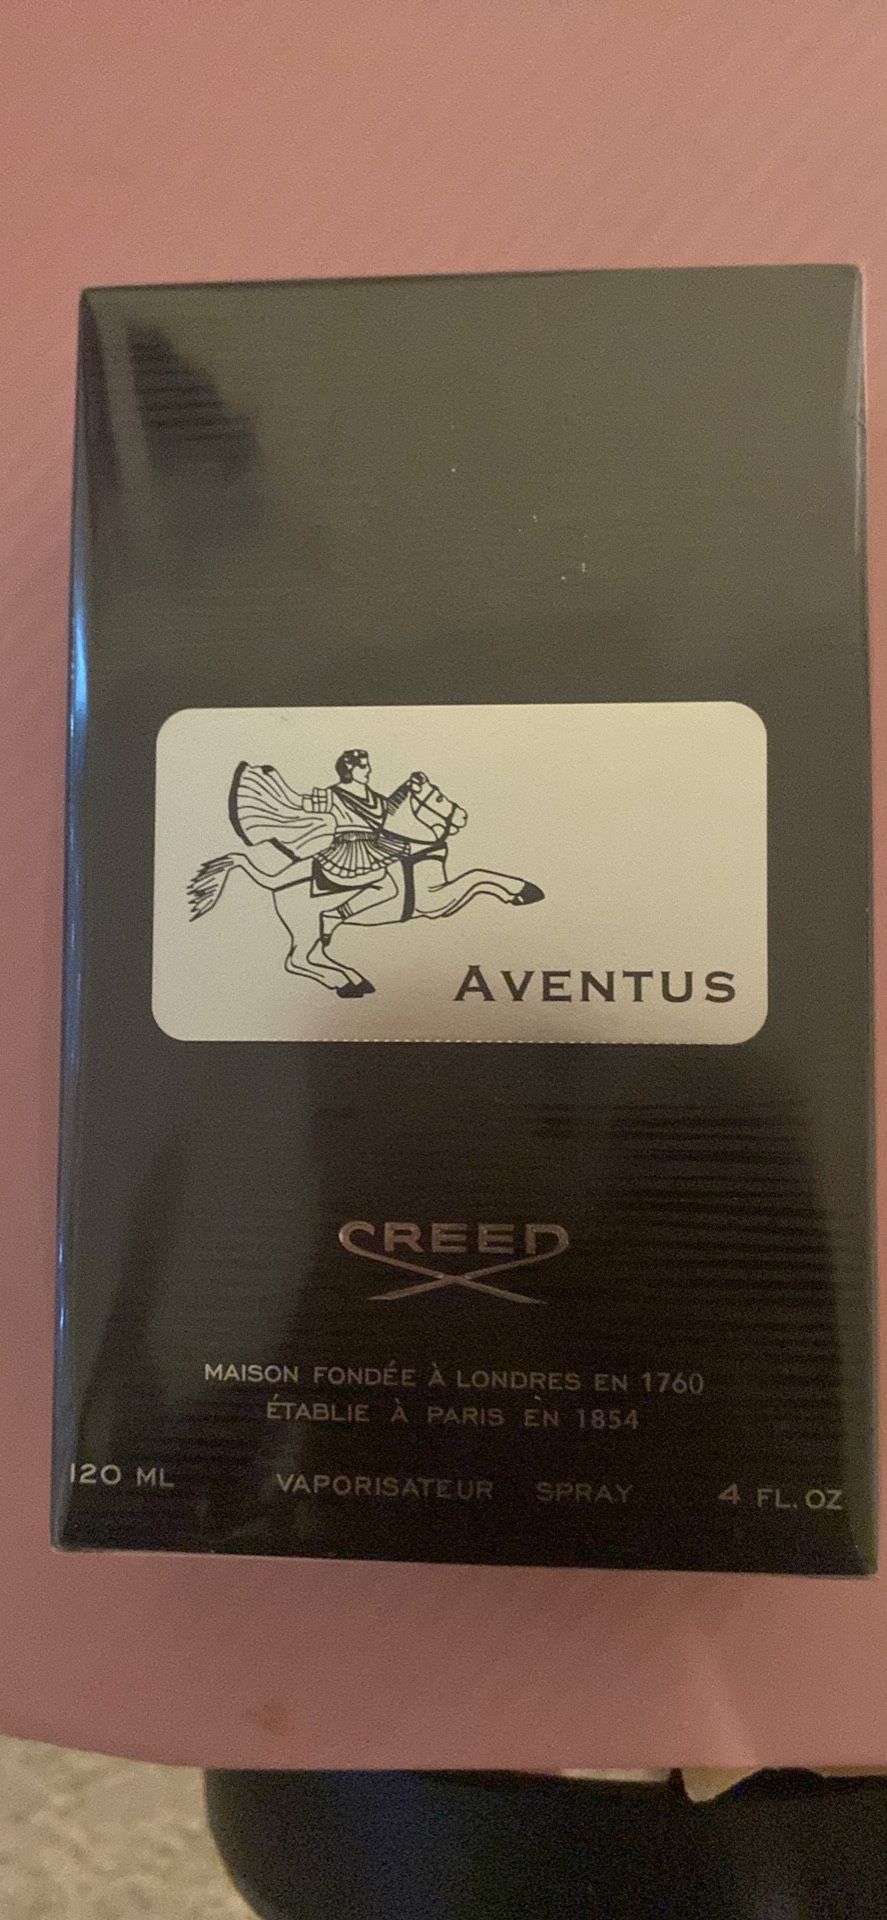 AVENTUS
CREED
MAISON FONDÉE À LONDRES EN 1760
ÉTABLIE À PARIS EN 1854
120 ML VAPORISATEUR SPRAY 4 FL. OZ